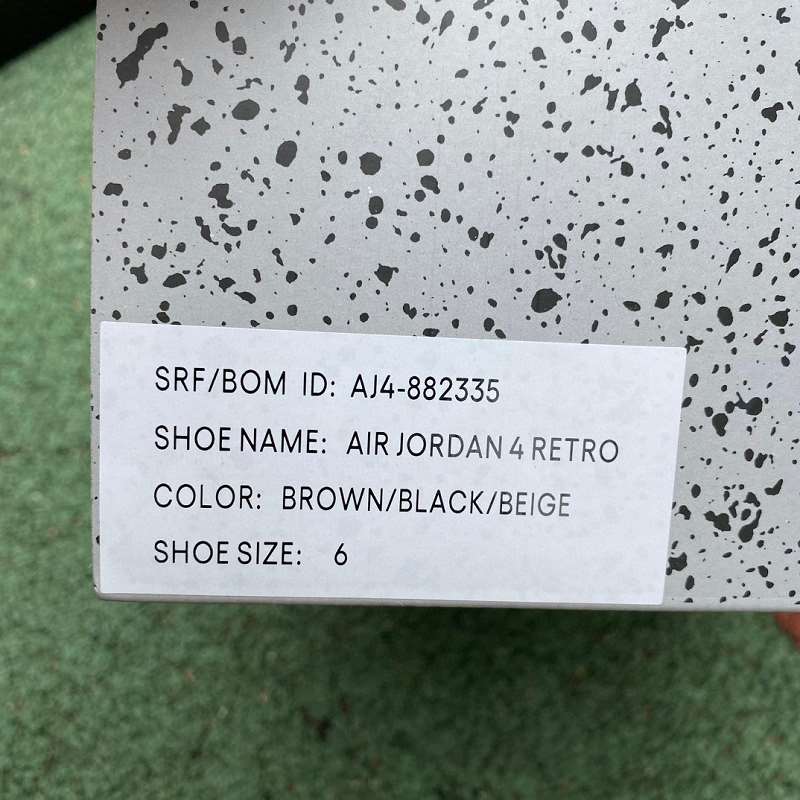 SRF/BOM ID: AJ4-882335
SHOE NAME: AIR JORDAN 4 RETRO
COLOR: BROWN/BLACK/BEIGE
SHOE SIZE: 6